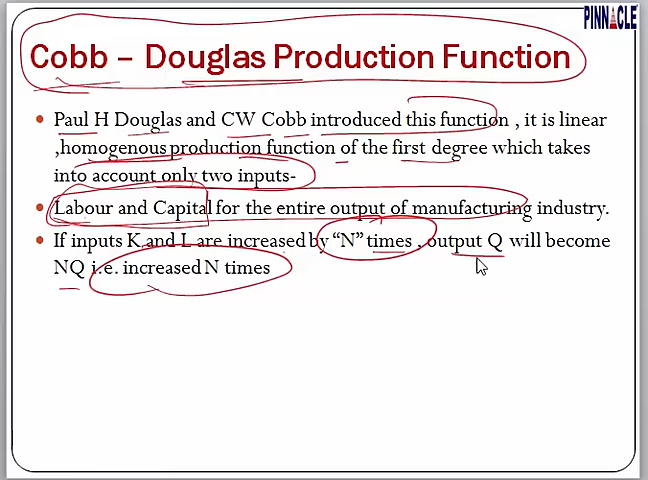 PINNACLE
Cobb – Douglas Production Function
• Paul H Douglas and CW Cobb introduced this function , it is linear
,homogenous production function of the first degree which takes
into account only two inputs-
• Labour and Capital for the entire output of manufacturing industry.
• If inputs K and L are increased by “N” times , output Q will become
NQ i.e. increased N times